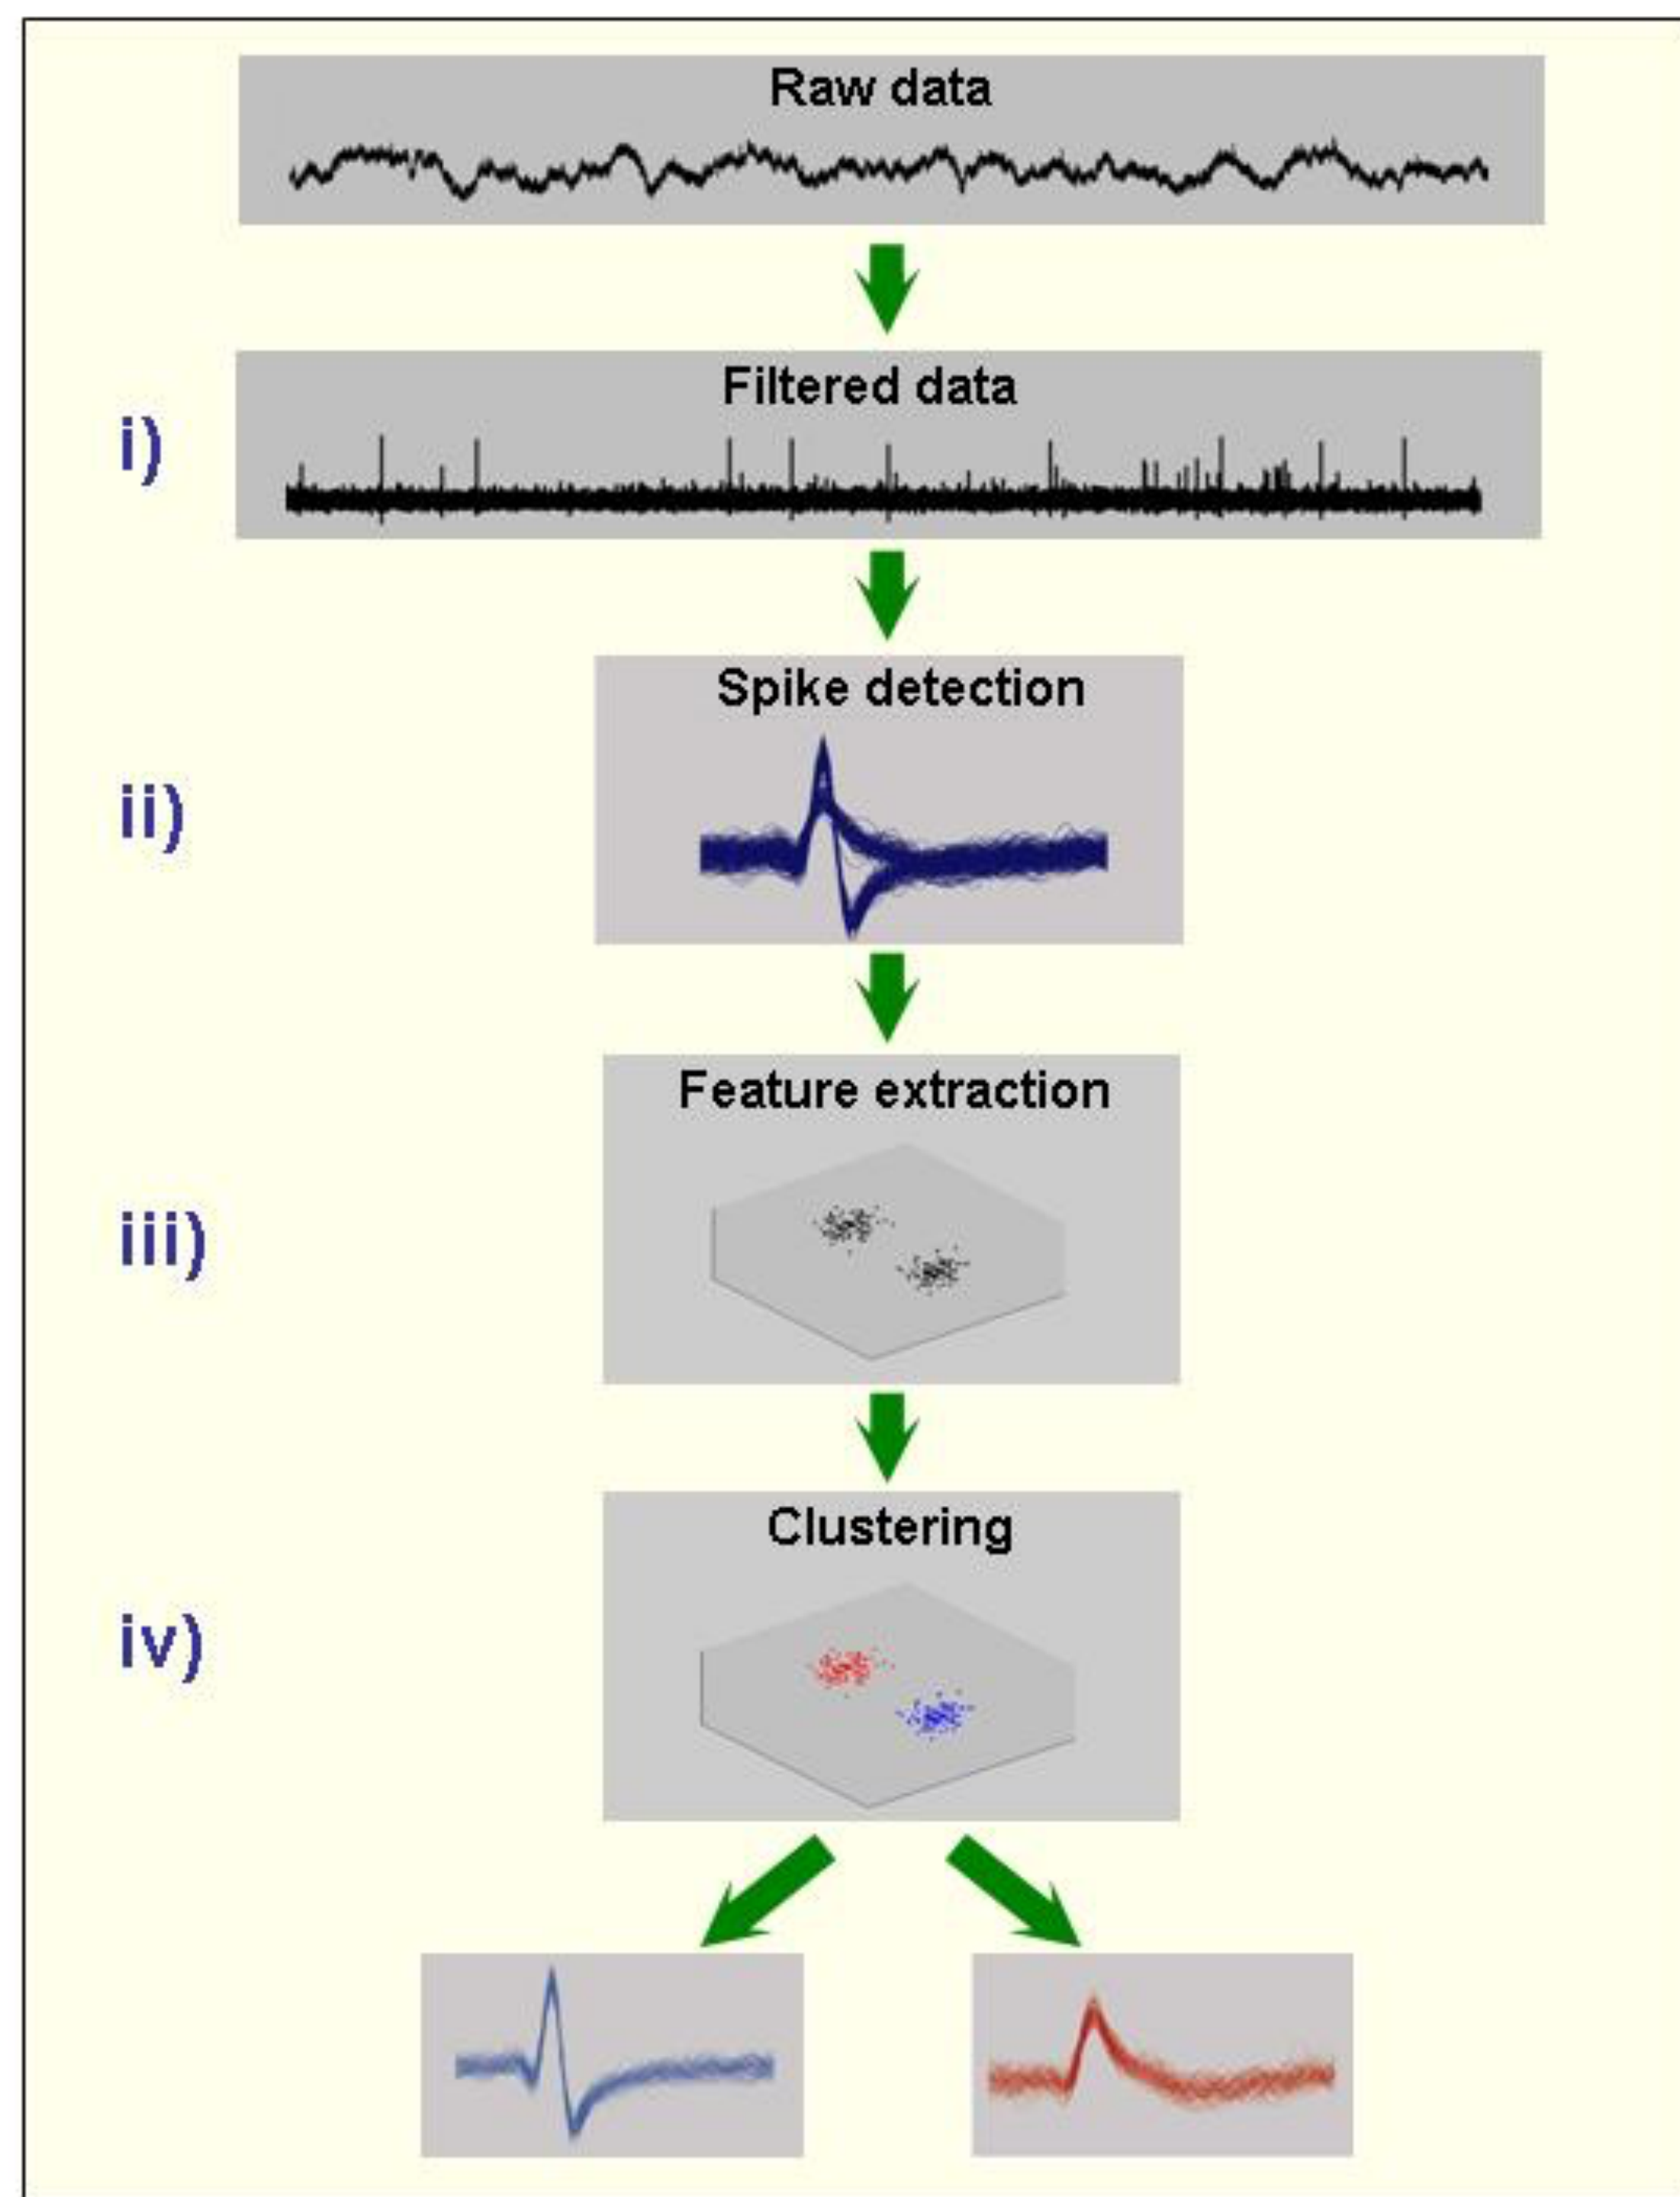 Raw data
Filtered data
i)
Spike detection
ii)
Feature extraction
iii)
Clustering
iv)